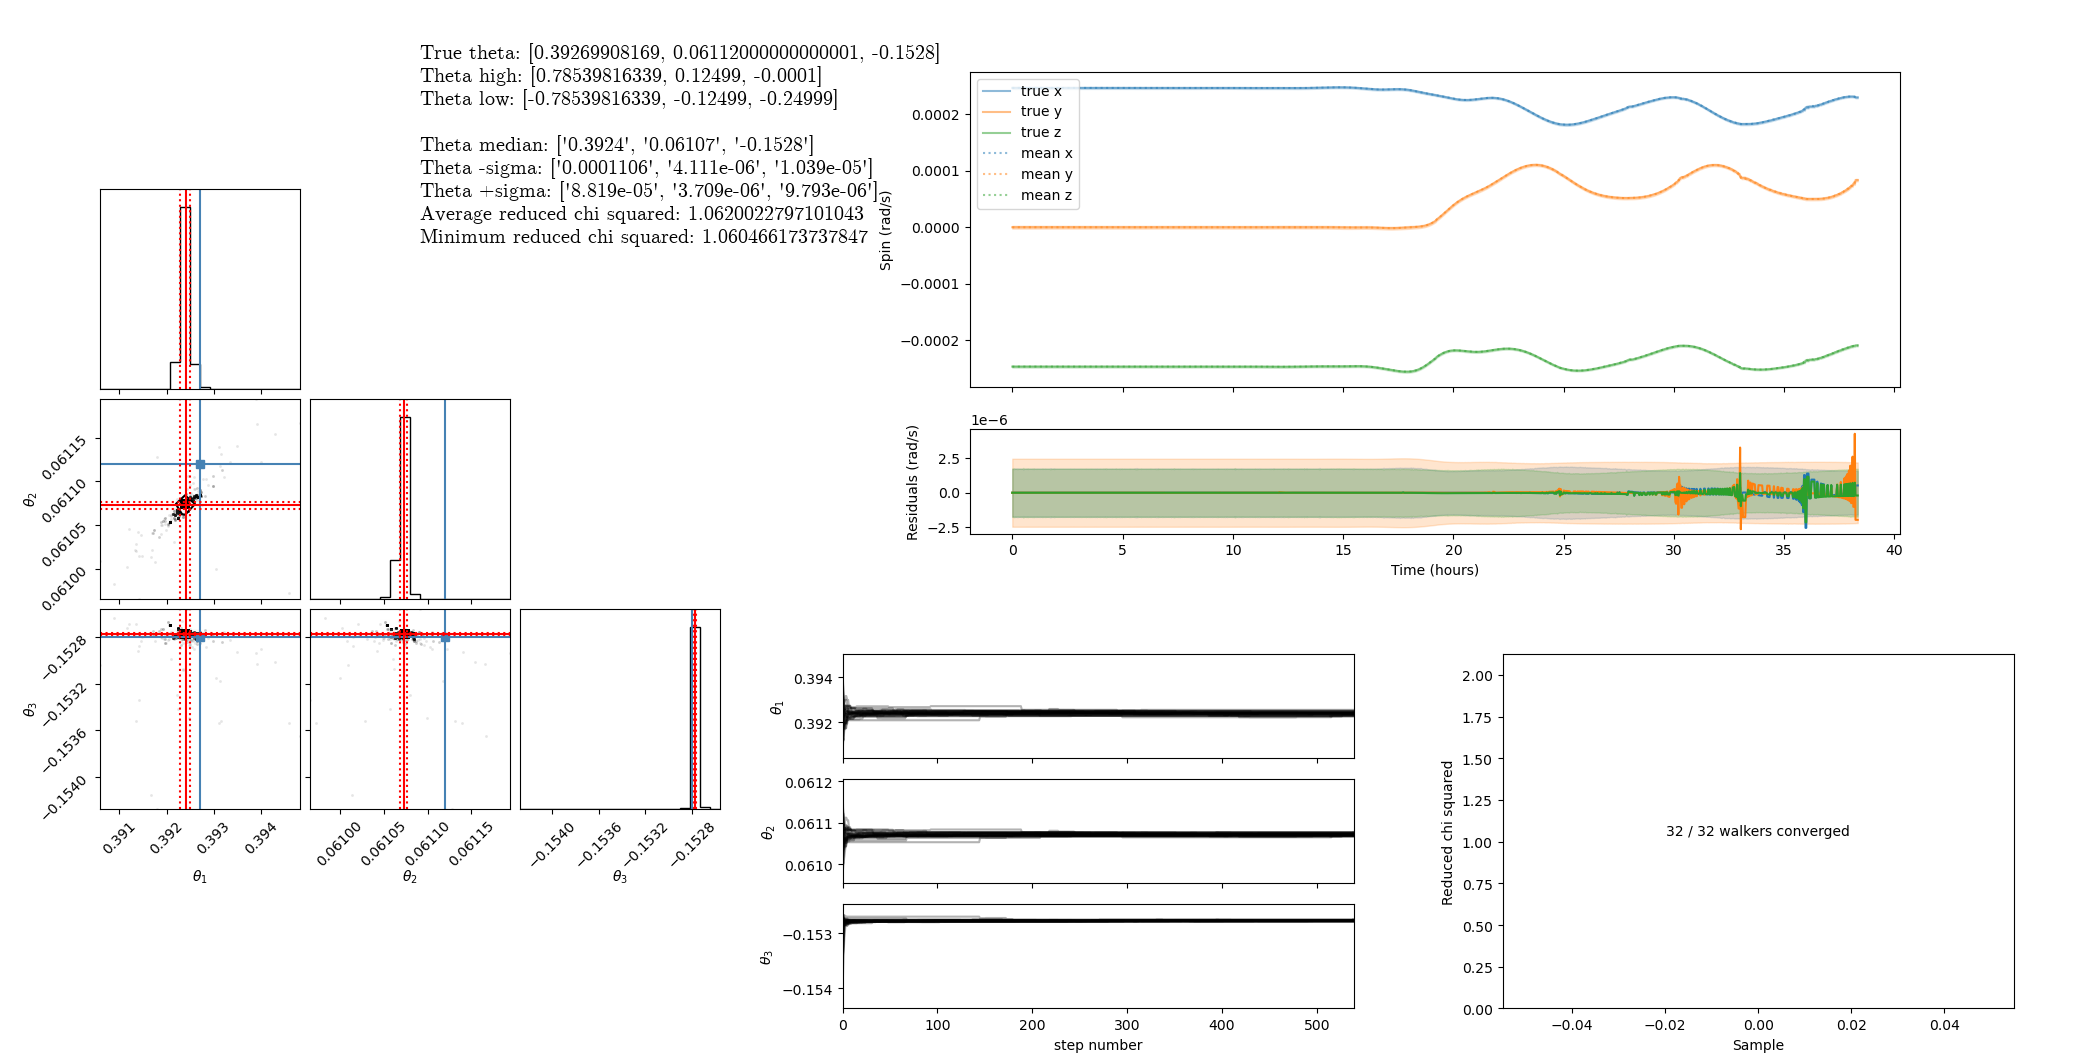 True theta: [0.39269908169, 0.06112000000000001, -0.1528]
Theta high: [0.78539816339, 0.12499, -0.0001]
Theta low: [-0.78539816339, -0.12499, -0.24999]
Theta median: ['0.3924', '0.06107', '-0.1528']
Theta -sigma: ['0.0001106', '4.111e-06', '1.039e-05']
Theta +sigma: ['8.819e-05', '3.709e-06', '9.793e-06']
Average reduced chi squared: 1.0620022797101043
Minimum reduced chi squared: 1.060466173737847
true x
true y
true z
mean x
mean y
mean z
Spin (rad/s)
0.0002
0.0001
0.0000
−0.0001
−0.0002
1e−6
Residuals (rad/s)
2.5
0.0
−2.5
0 5 10 15 20 25 30 35 40
Time (hours)
θ2
0.06115
0.06110
0.06105
0.06100
θ3
−0.1528
−0.1532
−0.1536
−0.1540
0.391 0.392 0.393 0.394
θ1
0.06100 0.06105 0.06110 0.06115
θ2
−0.1540 −0.1536 −0.1532 −0.1528
θ3
θ1
0.394
0.392
θ2
0.0612
0.0611
0.0610
θ3
−0.153
−0.154
0 100 200 300 400 500
step number
Reduced chi squared
2.00
1.75
1.50
1.25
1.00
0.75
0.50
0.25
0.00
32 / 32 walkers converged
−0.04 −0.02 0.00 0.02 0.04
Sample